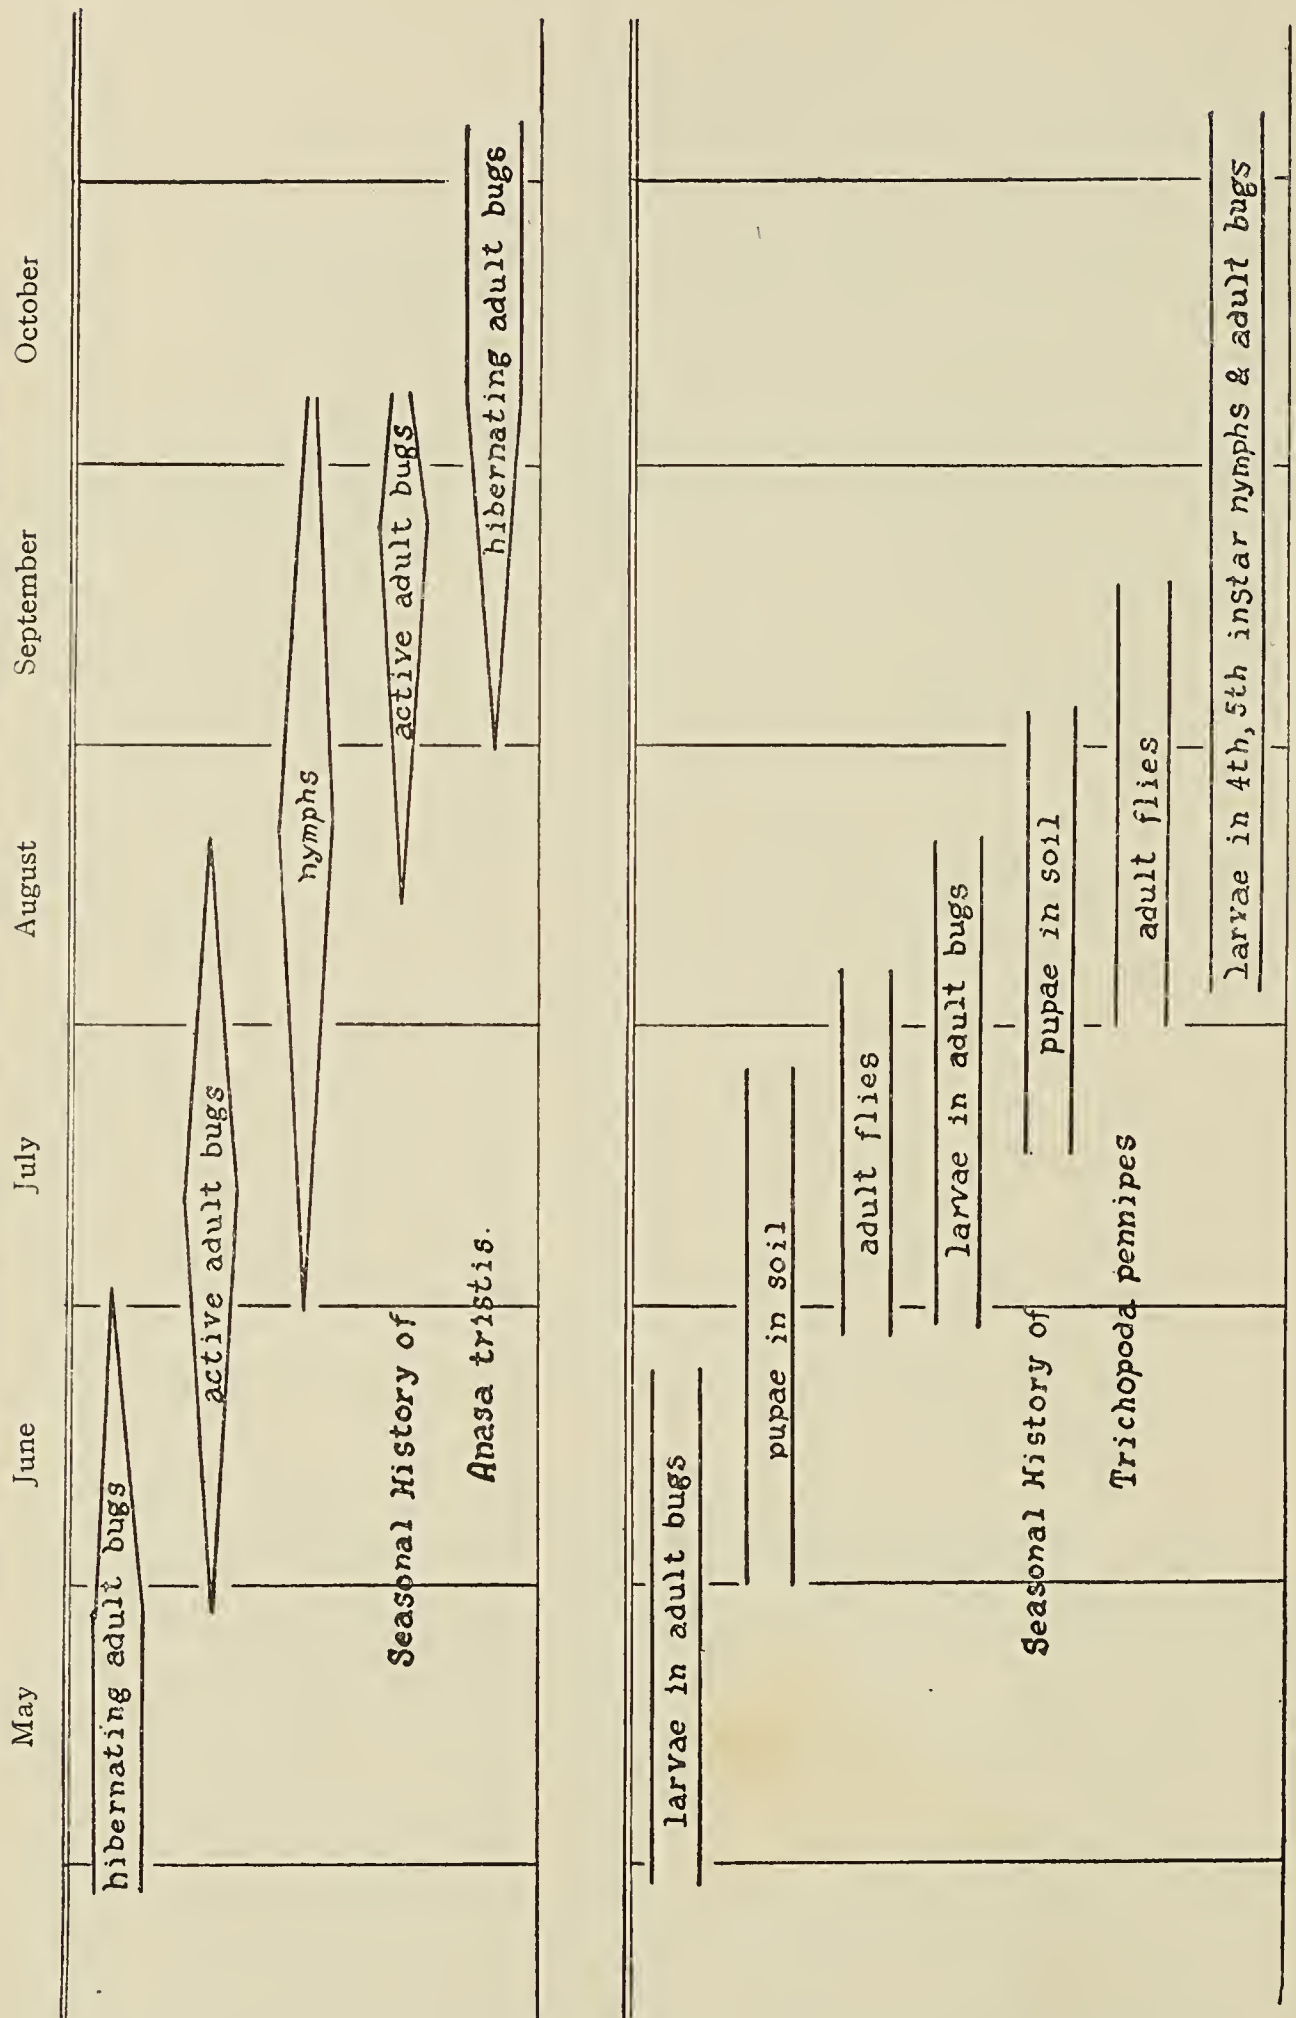 May
June
July
August
September
October
hibernating adult bugs
active adult bugs
nymphs
active adult bugs
hibernating adult bugs
Seasonal History of
Anasa tristis.
larvae in adult bugs
pupae in soil
adult flies
larvae in adult bugs
pupae in soil
adult flies
larvae in 4th, 5th instar nymphs & adult bugs
Seasonal History of
Trichopoda pennipes